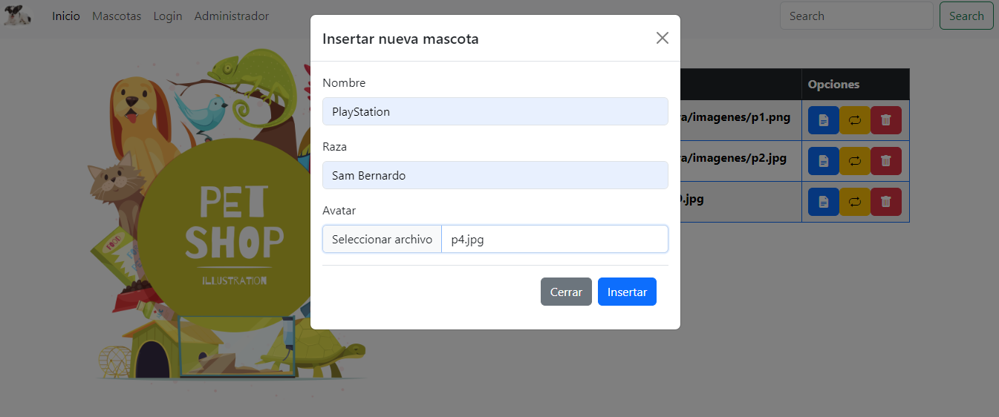 Inicio Mascotas Login Administrador Search Search
Insertar nueva mascota
Nombre
PlayStation
Raza
Sam Bernardo
Avatar
Seleccionar archivo p4.jpg
Cerrar Insertar
Opciones
/imagenes/p1.png
/imagenes/p2.jpg
.jpg
PET
SHOP
ILLUSTRATION
FOOD